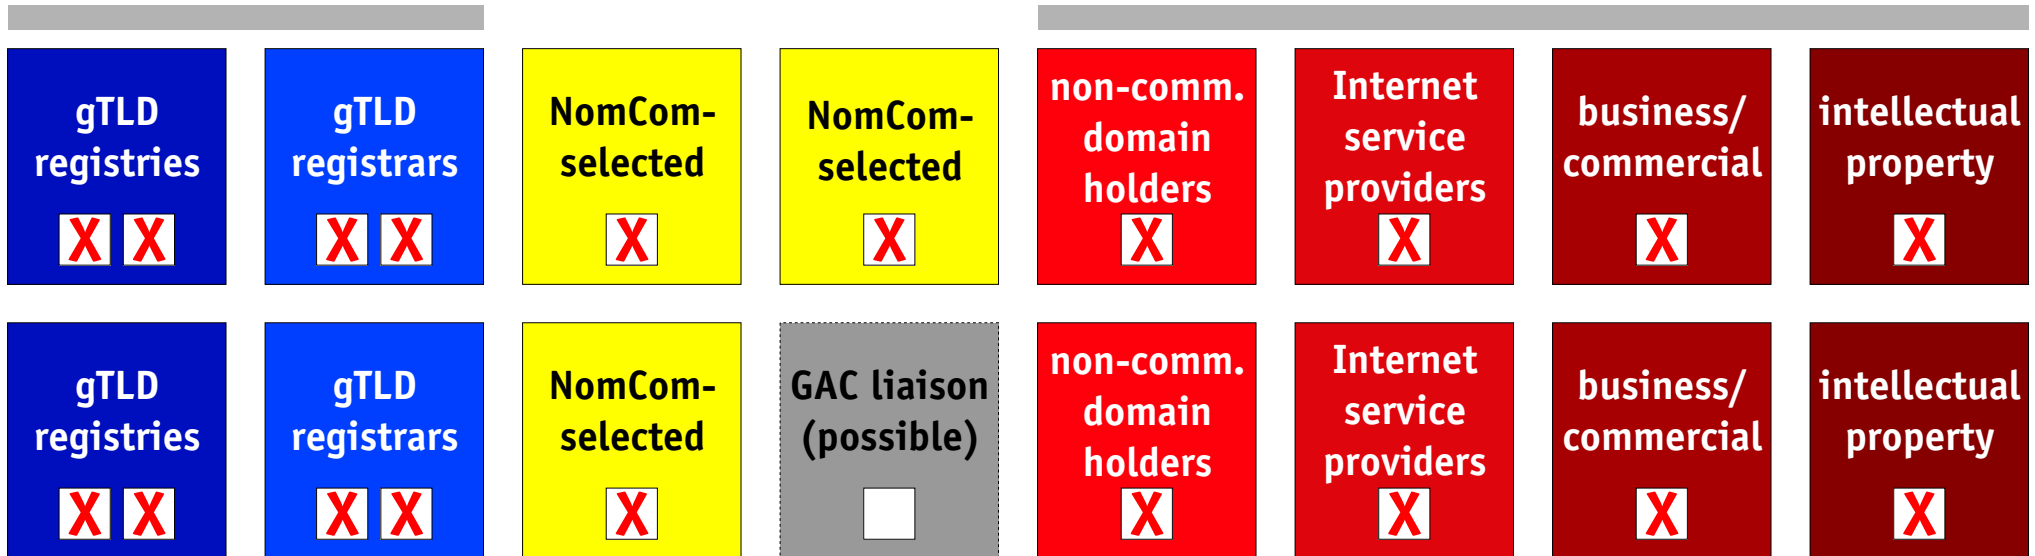 gTLD
registries
X X
gTLD
registrars
X X
NomCom-
selected
X
NomCom-
selected
X
non-comm.
domain
holders
X
Internet
service
providers
X
business/
commercial
X
intellectual
property
X
gTLD
registries
X X
gTLD
registrars
X X
NomCom-
selected
X
GAC liaison
(possible)
non-comm.
domain
holders
X
Internet
service
providers
X
business/
commercial
X
intellectual
property
X